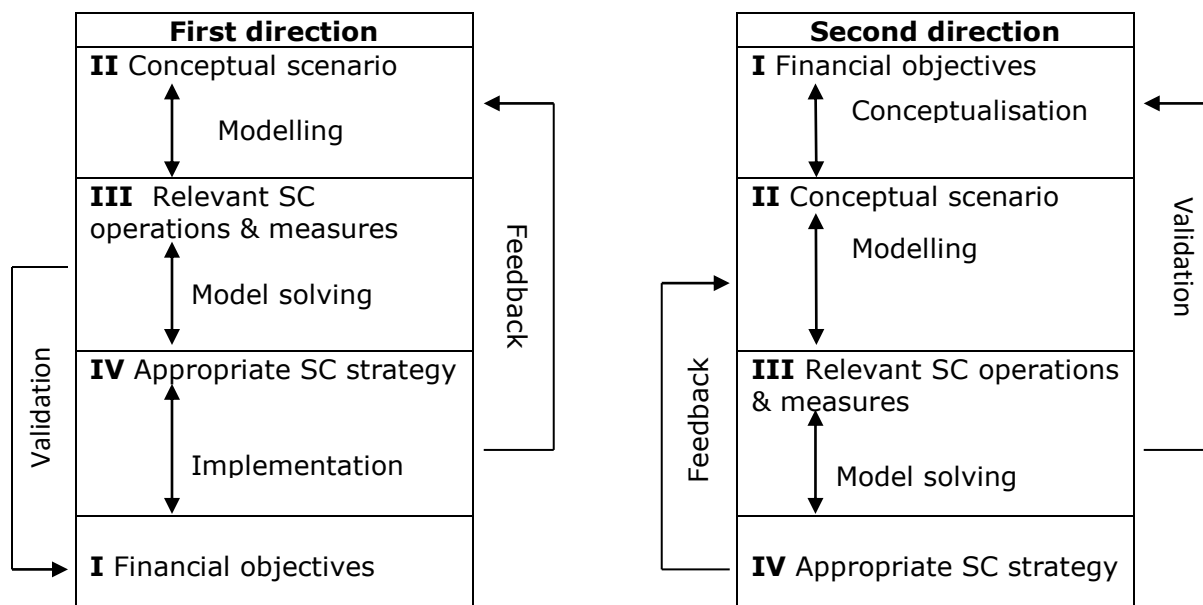 First direction
II Conceptual scenario
Modelling
III Relevant SC
operations & measures
Model solving
IV Appropriate SC strategy
Implementation
I Financial objectives
Validation
Feedback
Second direction
I Financial objectives
Conceptualisation
II Conceptual scenario
Modelling
III Relevant SC operations
& measures
Model solving
IV Appropriate SC strategy
Feedback
Validation